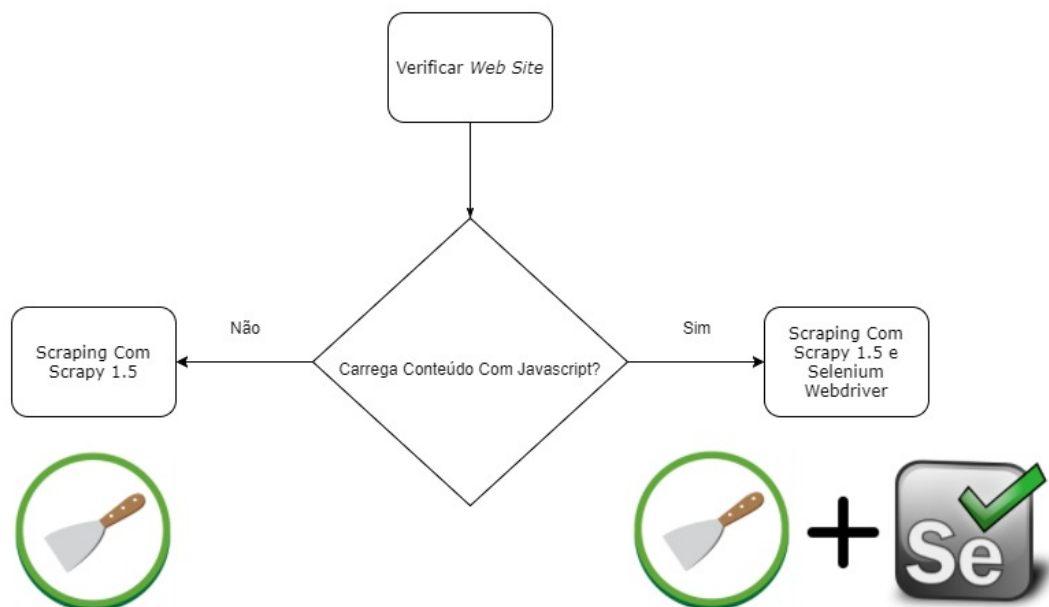 Verificar Web Site
Não
Sim
Scraping Com
Scrapy 1.5
Carrega Conteúdo Com Javascript?
Scraping Com
Scrapy 1.5 e
Selenium
Webdriver
Se